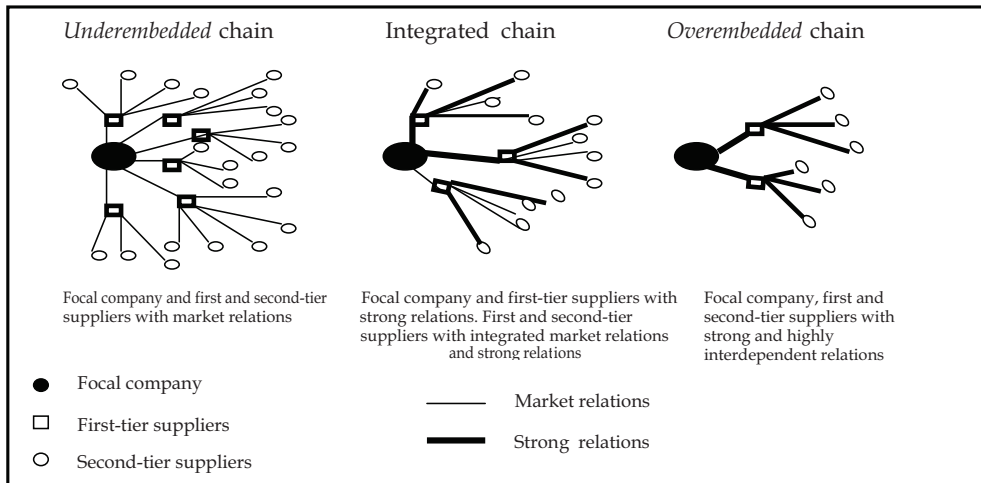 Underembedded chain
Integrated chain
Overembedded chain
Focal company and first and second-tier
suppliers with market relations
Focal company and first-tier suppliers with
strong relations. First and second-tier
suppliers with integrated market relations
and strong relations
Focal company, first and
second-tier suppliers with
strong and highly
interdependent relations
Focal company
First-tier suppliers
Second-tier suppliers
Market relations
Strong relations